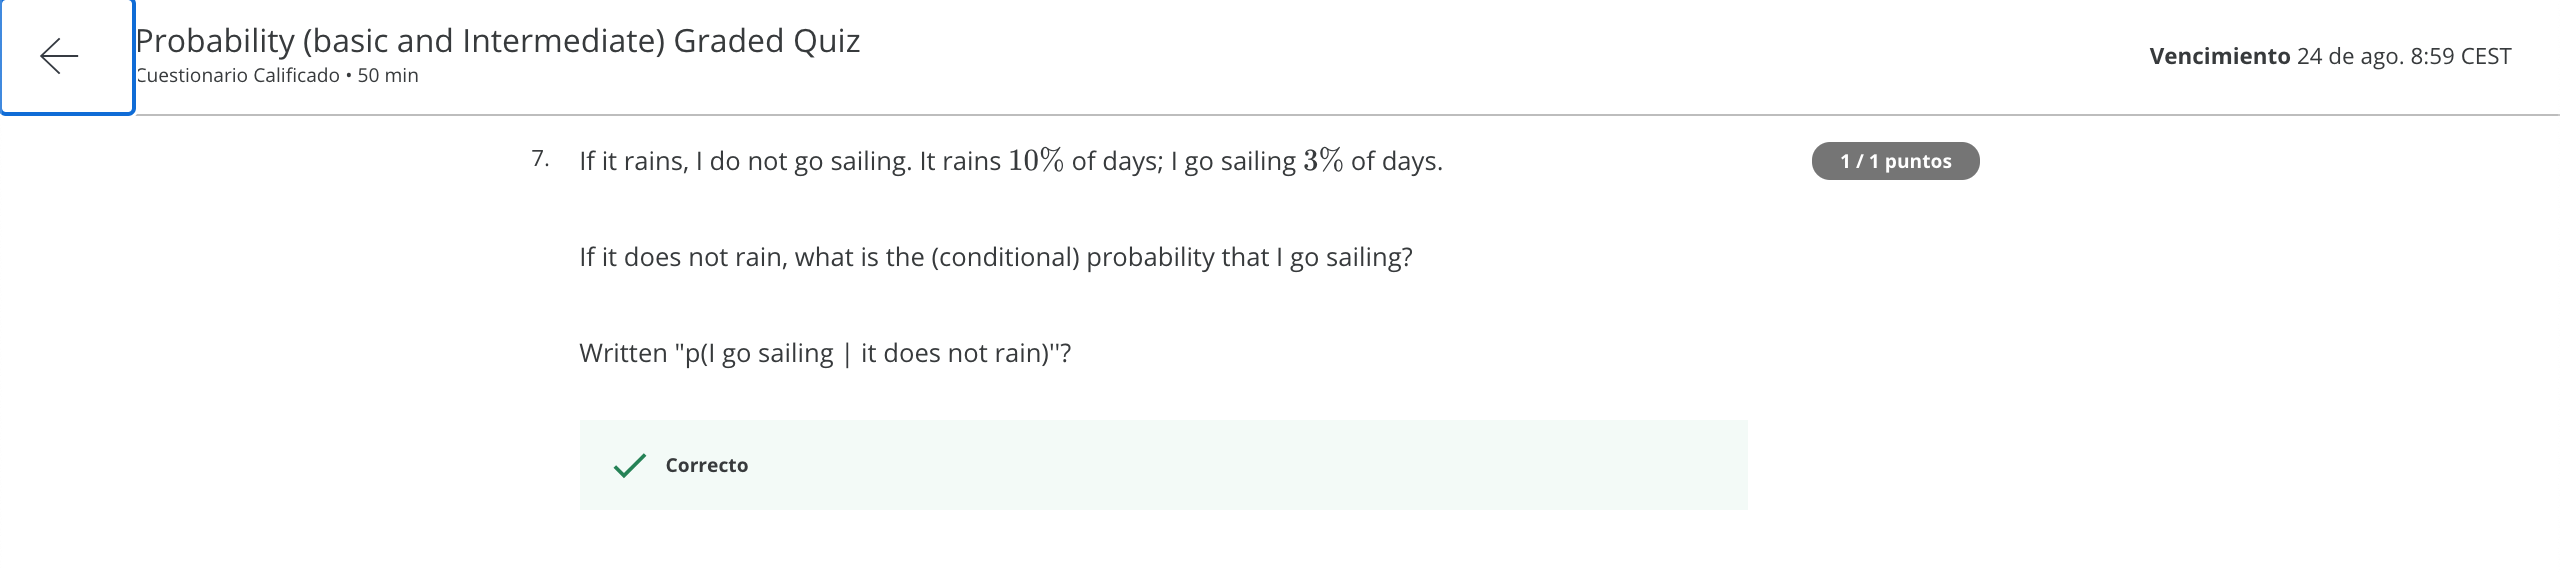 Probability (basic and Intermediate) Graded Quiz
Cuestionario Calificado • 50 min
Vencimiento 24 de ago. 8:59 CEST
7. If it rains, I do not go sailing. It rains 10% of days; I go sailing 3% of days.
1 / 1 puntos
If it does not rain, what is the (conditional) probability that I go sailing?
Written "p(I go sailing | it does not rain)''?
Correcto